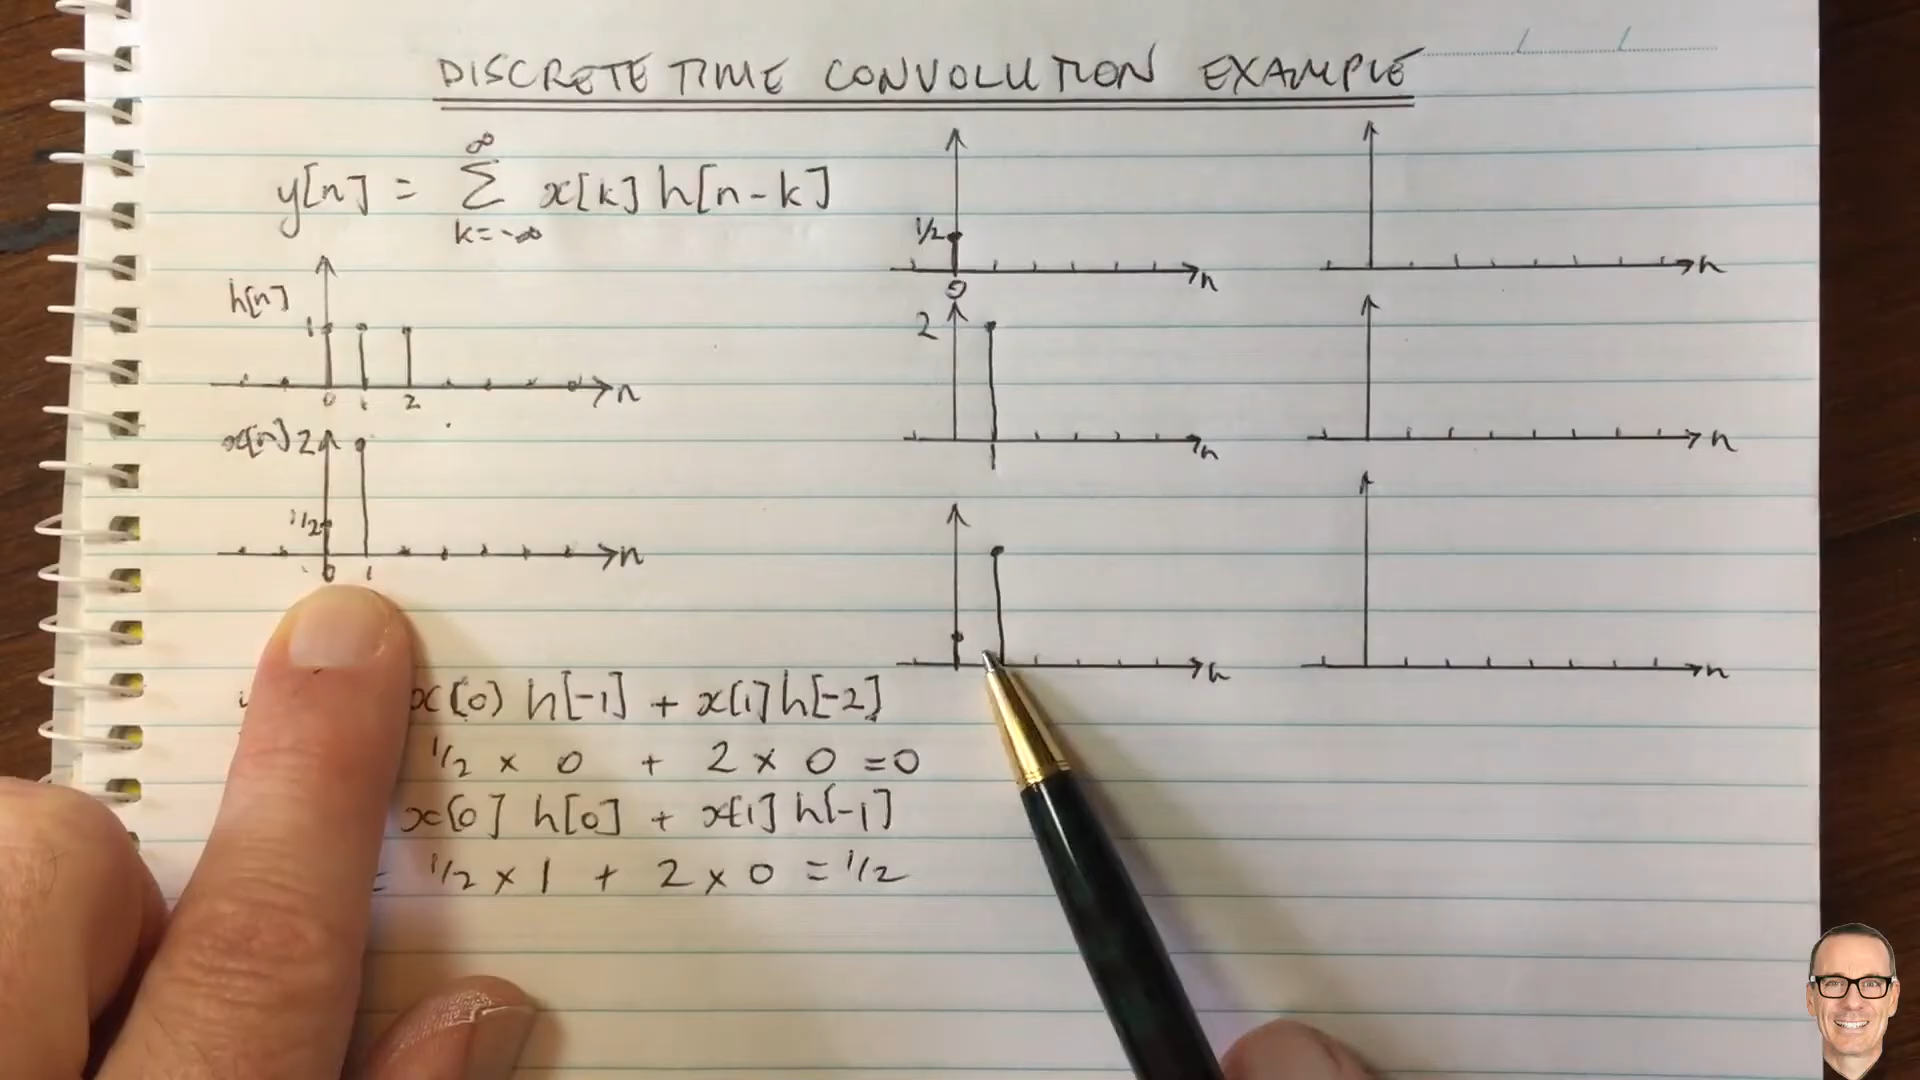 DISCRETE TIME CONVOLUTION EXAMPLE
y[n] = ∞ Σ k=-∞ x[k] h[n-k]
h[n]
1
0 1 2
n
x[n] 2
1/2
0 1
n
x[0] h[-1] + x[1] h[-2]
1/2 × 0 + 2 × 0 = 0
x[0] h[0] + x[1] h[-1]
= 1/2 × 1 + 2 × 0 = 1/2
1/2
0
n
2
n
n
n
n
n